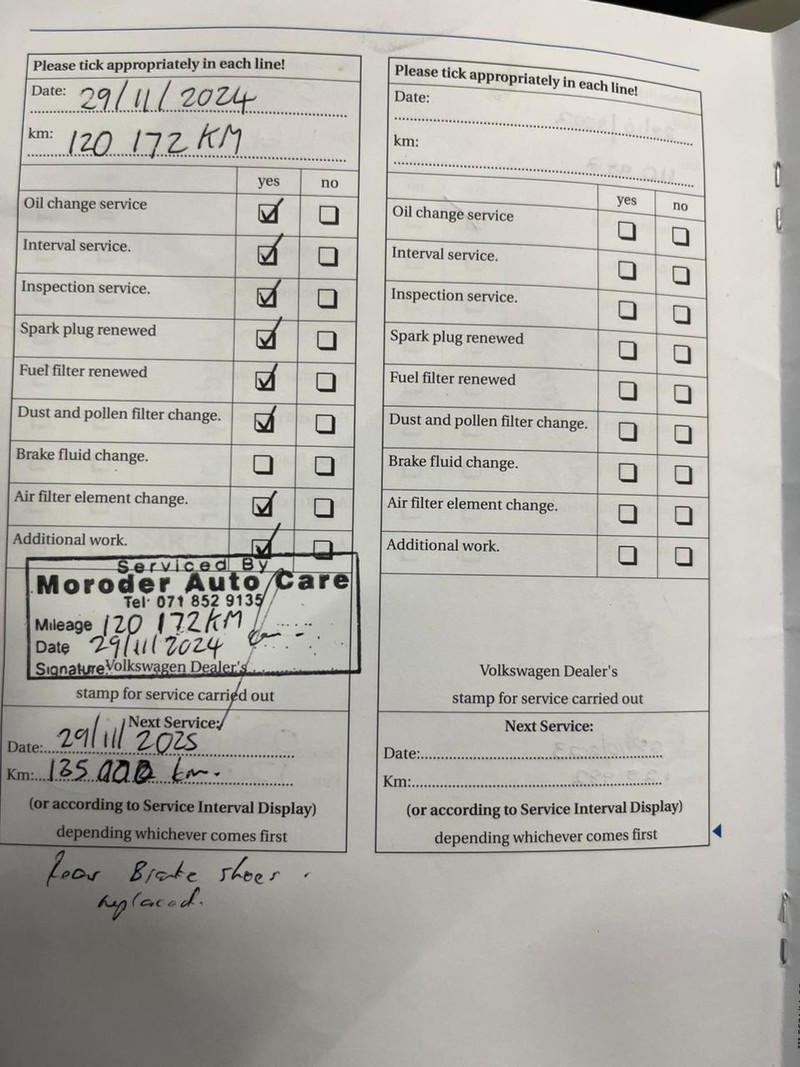 Please tick appropriately in each line!
Date: 29/11/2024
km: 120 172 KM
yes no
Oil change service
Interval service.
Inspection service.
Spark plug renewed
Fuel filter renewed
Dust and pollen filter change.
Brake fluid change.
Air filter element change.
Additional work.
Serviced By
Moroder Auto Care
Tel: 071 852 9135
Mileage 120 172KM
Date 29/11/2024
Signature Volkswagen Dealer's
stamp for service carried out
Next Service:
Date: 29/11/2025
Km: 135 000 km.
(or according to Service Interval Display)
depending whichever comes first
Rear Brake shoes
replaced.
Please tick appropriately in each line!
Date:
km:
yes no
Oil change service
Interval service.
Inspection service.
Spark plug renewed
Fuel filter renewed
Dust and pollen filter change.
Brake fluid change.
Air filter element change.
Additional work.
Volkswagen Dealer's
stamp for service carried out
Next Service:
Date:
Km:
(or according to Service Interval Display)
depending whichever comes first